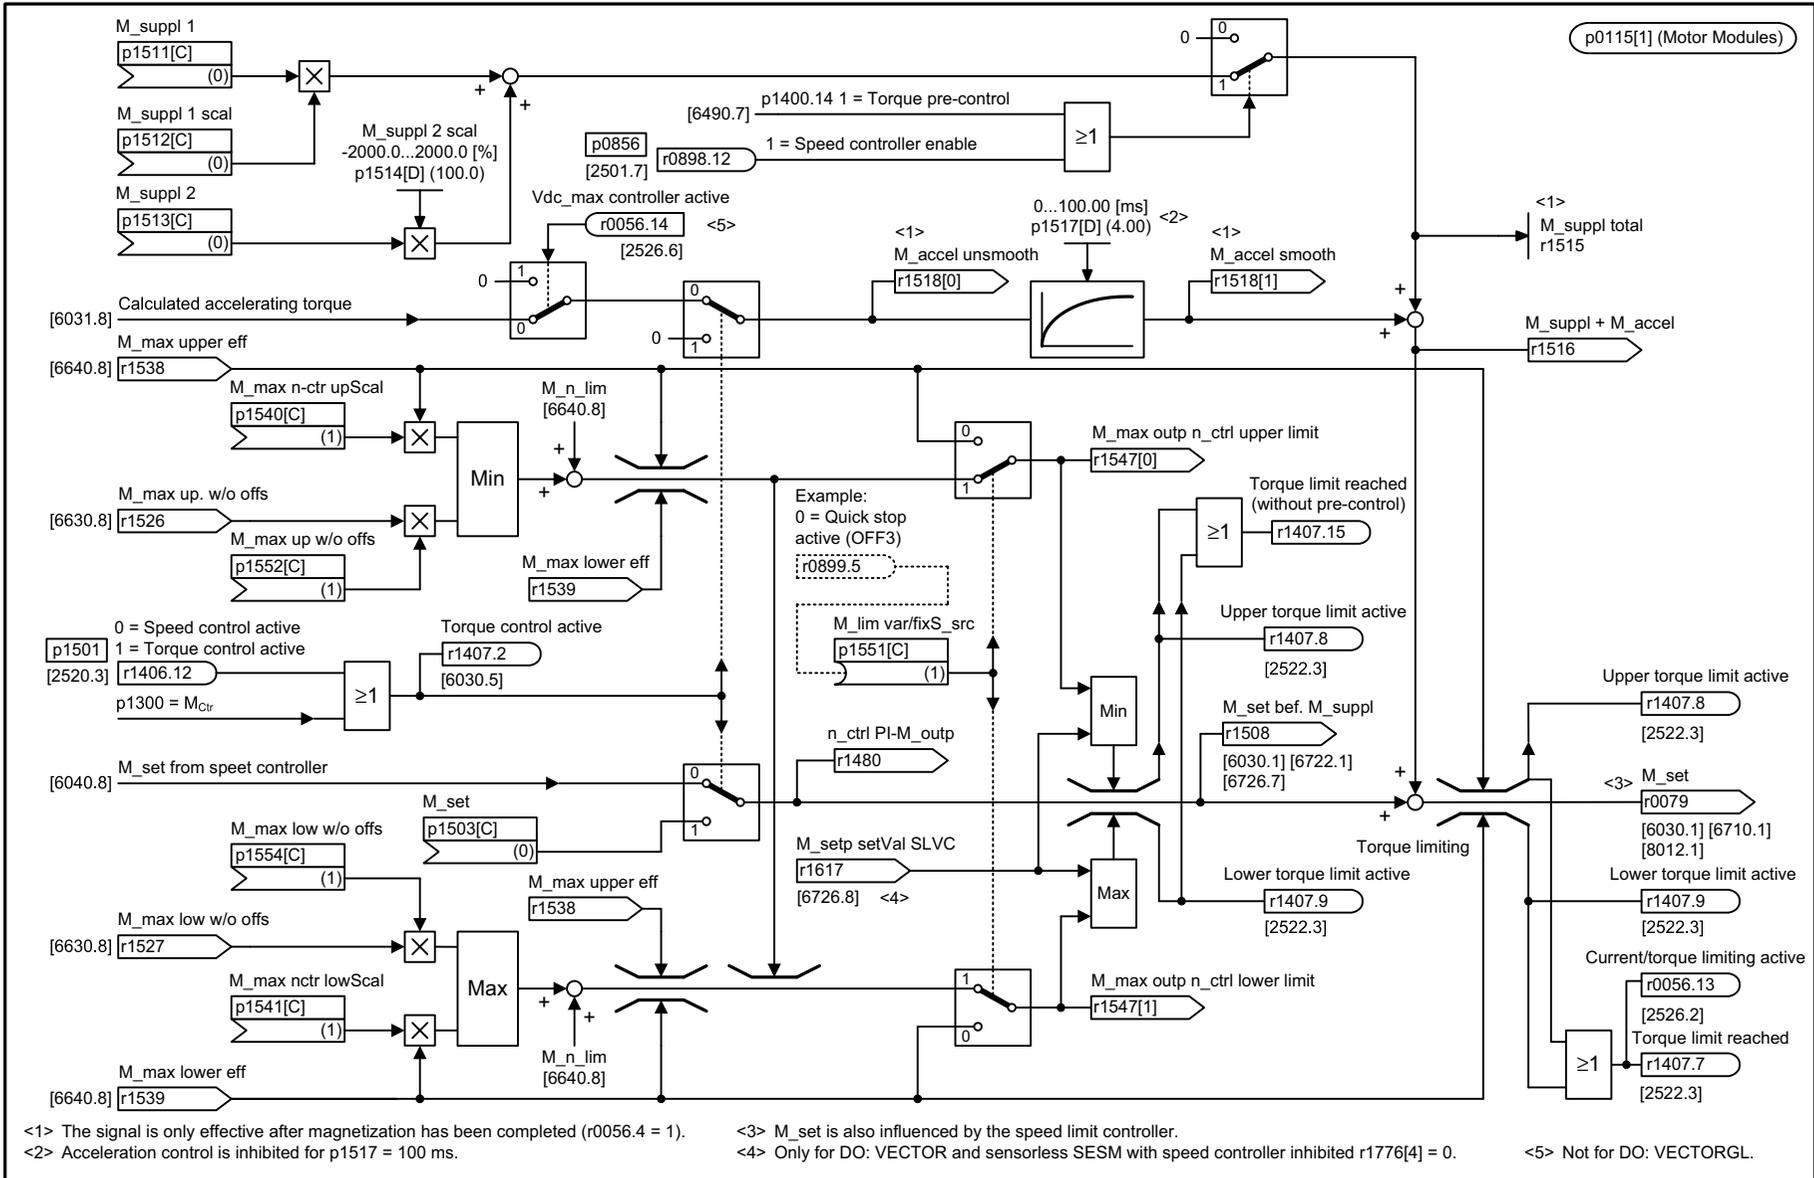 M_suppl 1
p1511[C]
(0)
M_suppl 1 scal
p1512[C]
(0)
M_suppl 2
p1513[C]
(0)
M_suppl 2 scal
-2000.0...2000.0 [%]
p1514[D] (100.0)
+
+
0
0
1
p0115[1] (Motor Modules)
[6490.7]
p1400.14 1 = Torque pre-control
p0856
[2501.7]
r0898.12
1 = Speed controller enable
≥1
Vdc_max controller active
r0056.14
<5>
[2526.6]
0
1
0
0
0
1
<1>
M_accel unsmooth
r1518[0]
0...100.00 [ms]
p1517[D] (4.00)
<2>
<1>
M_accel smooth
r1518[1]
<1>
M_suppl total
r1515
+
+
M_suppl + M_accel
r1516
[6031.8]
Calculated accelerating torque
M_max upper eff
[6640.8]
r1538
M_max n-ctr upScal
p1540[C]
(1)
Min
M_n_lim
[6640.8]
+
+
M_max up. w/o offs
[6630.8]
r1526
M_max up w/o offs
p1552[C]
(1)
M_max lower eff
r1539
0
1
M_max outp n_ctrl upper limit
r1547[0]
Example:
0 = Quick stop
active (OFF3)
r0899.5
Torque limit reached
(without pre-control)
≥1
r1407.15
0 = Speed control active
1 = Torque control active
p1501
[2520.3]
r1406.12
p1300 = MCtr
≥1
Torque control active
r1407.2
[6030.5]
M_lim var/fixS_src
p1551[C]
(1)
Upper torque limit active
r1407.8
[2522.3]
Min
M_set bef. M_suppl
r1508
[6030.1] [6722.1]
[6726.7]
Upper torque limit active
r1407.8
[2522.3]
n_ctrl PI-M_outp
r1480
[6040.8]
M_set from speet controller
0
1
M_set
p1503[C]
(0)
+
+
<3>
M_set
r0079
[6030.1] [6710.1]
[8012.1]
Torque limiting
M_max low w/o offs
p1554[C]
(1)
M_setp setVal SLVC
r1617
[6726.8]
<4>
Max
Lower torque limit active
r1407.9
[2522.3]
Lower torque limit active
r1407.9
[2522.3]
M_max upper eff
r1538
M_max low w/o offs
[6630.8]
r1527
M_max nctr lowScal
p1541[C]
(1)
Max
+
+
M_n_lim
[6640.8]
1
0
M_max outp n_ctrl lower limit
r1547[1]
Current/torque limiting active
r0056.13
[2526.2]
Torque limit reached
≥1
r1407.7
[2522.3]
M_max lower eff
[6640.8]
r1539
<1> The signal is only effective after magnetization has been completed (r0056.4 = 1).
<2> Acceleration control is inhibited for p1517 = 100 ms.
<3> M_set is also influenced by the speed limit controller.
<4> Only for DO: VECTOR and sensorless SESM with speed controller inhibited r1776[4] = 0.
<5> Not for DO: VECTORGL.